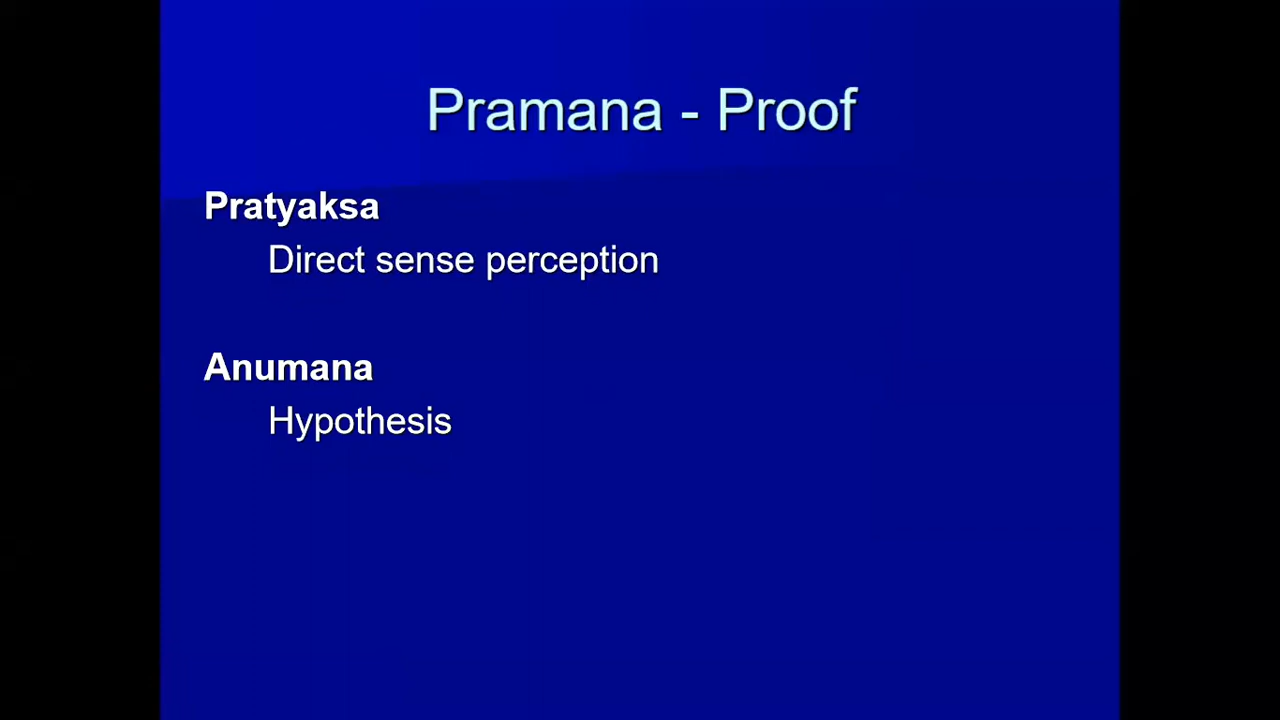 Pramana - Proof
Pratyaksa
Direct sense perception
Anumana
Hypothesis